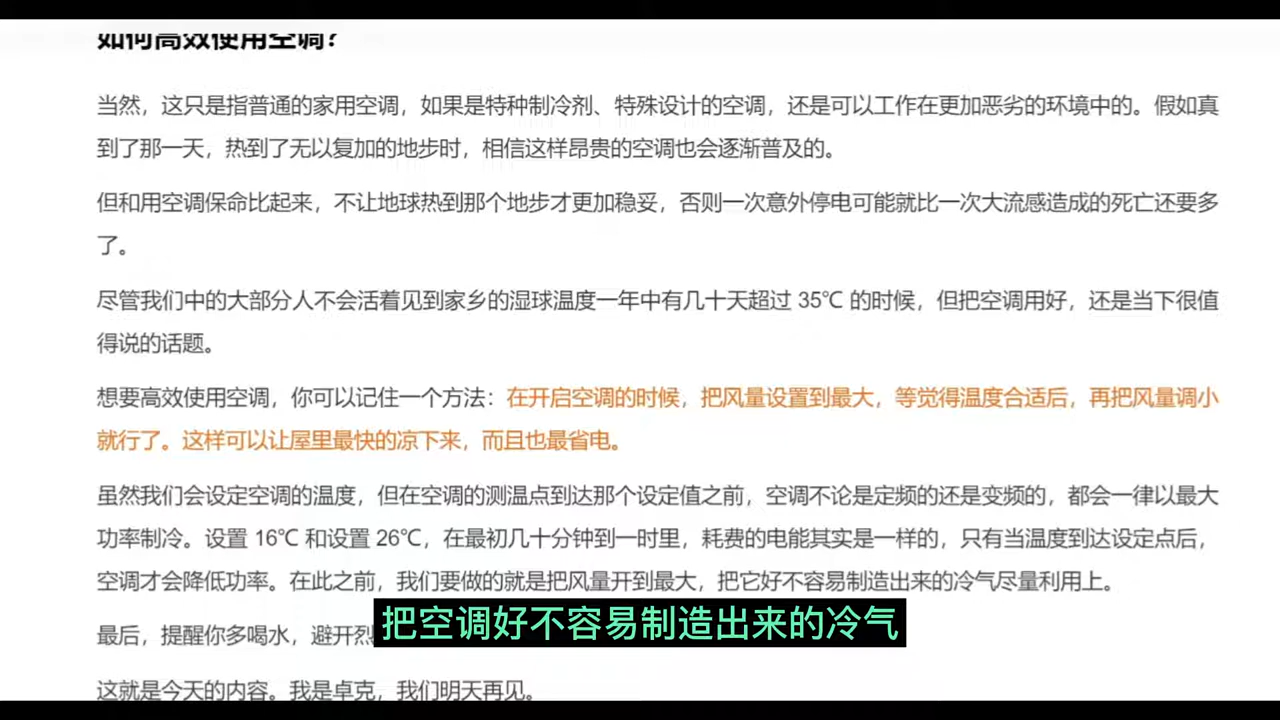 如何高效使用空调？
当然，这只是指普通的家用空调，如果是特种制冷剂、特殊设计的空调，还是可以工作在更加恶劣的环境中的。假如真
到了那一天，热到了无以复加的地步时，相信这样昂贵的空调也会逐渐普及的。
但和用空调保命比起来，不让地球热到那个地步才更加稳妥，否则一次意外停电可能就比一次大流感造成的死亡还要多
了。
尽管我们中的大部分人不会活着见到家乡的湿球温度一年中有几十天超过 35℃ 的时候，但把空调用好，还是当下很值
得说的话题。
想要高效使用空调，你可以记住一个方法：在开启空调的时候，把风量设置到最大，等觉得温度合适后，再把风量调小
就行了。这样可以让屋里最快的凉下来，而且也最省电。
虽然我们会设定空调的温度，但在空调的测温点到达那个设定值之前，空调不论是定频的还是变频的，都会一律以最大
功率制冷。设置 16℃ 和设置 26℃，在最初几十分钟到一时里，耗费的电能其实是一样的，只有当温度到达设定点后，
空调才会降低功率。在此之前，我们要做的就是把风量开到最大，把它好不容易制造出来的冷气尽量利用上。
最后，提醒你多喝水，避开烈
把空调好不容易制造出来的冷气
这就是今天的内容。我是卓克，我们明天再见。